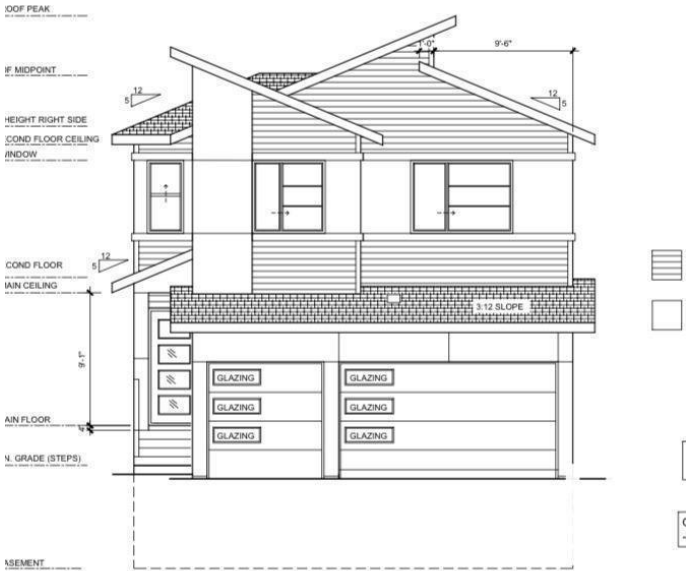 OOF PEAK
1'-0"
9'-6"
F MIDPOINT
12
5
12
5
HEIGHT RIGHT SIDE
COND FLOOR CEILING
WINDOW
12
5
COND FLOOR
AIN CEILING
3:12 SLOPE
9'-1"
GLAZING GLAZING
GLAZING GLAZING
AIN FLOOR
4"
GLAZING GLAZING
N. GRADE (STEPS)
ASEMENT